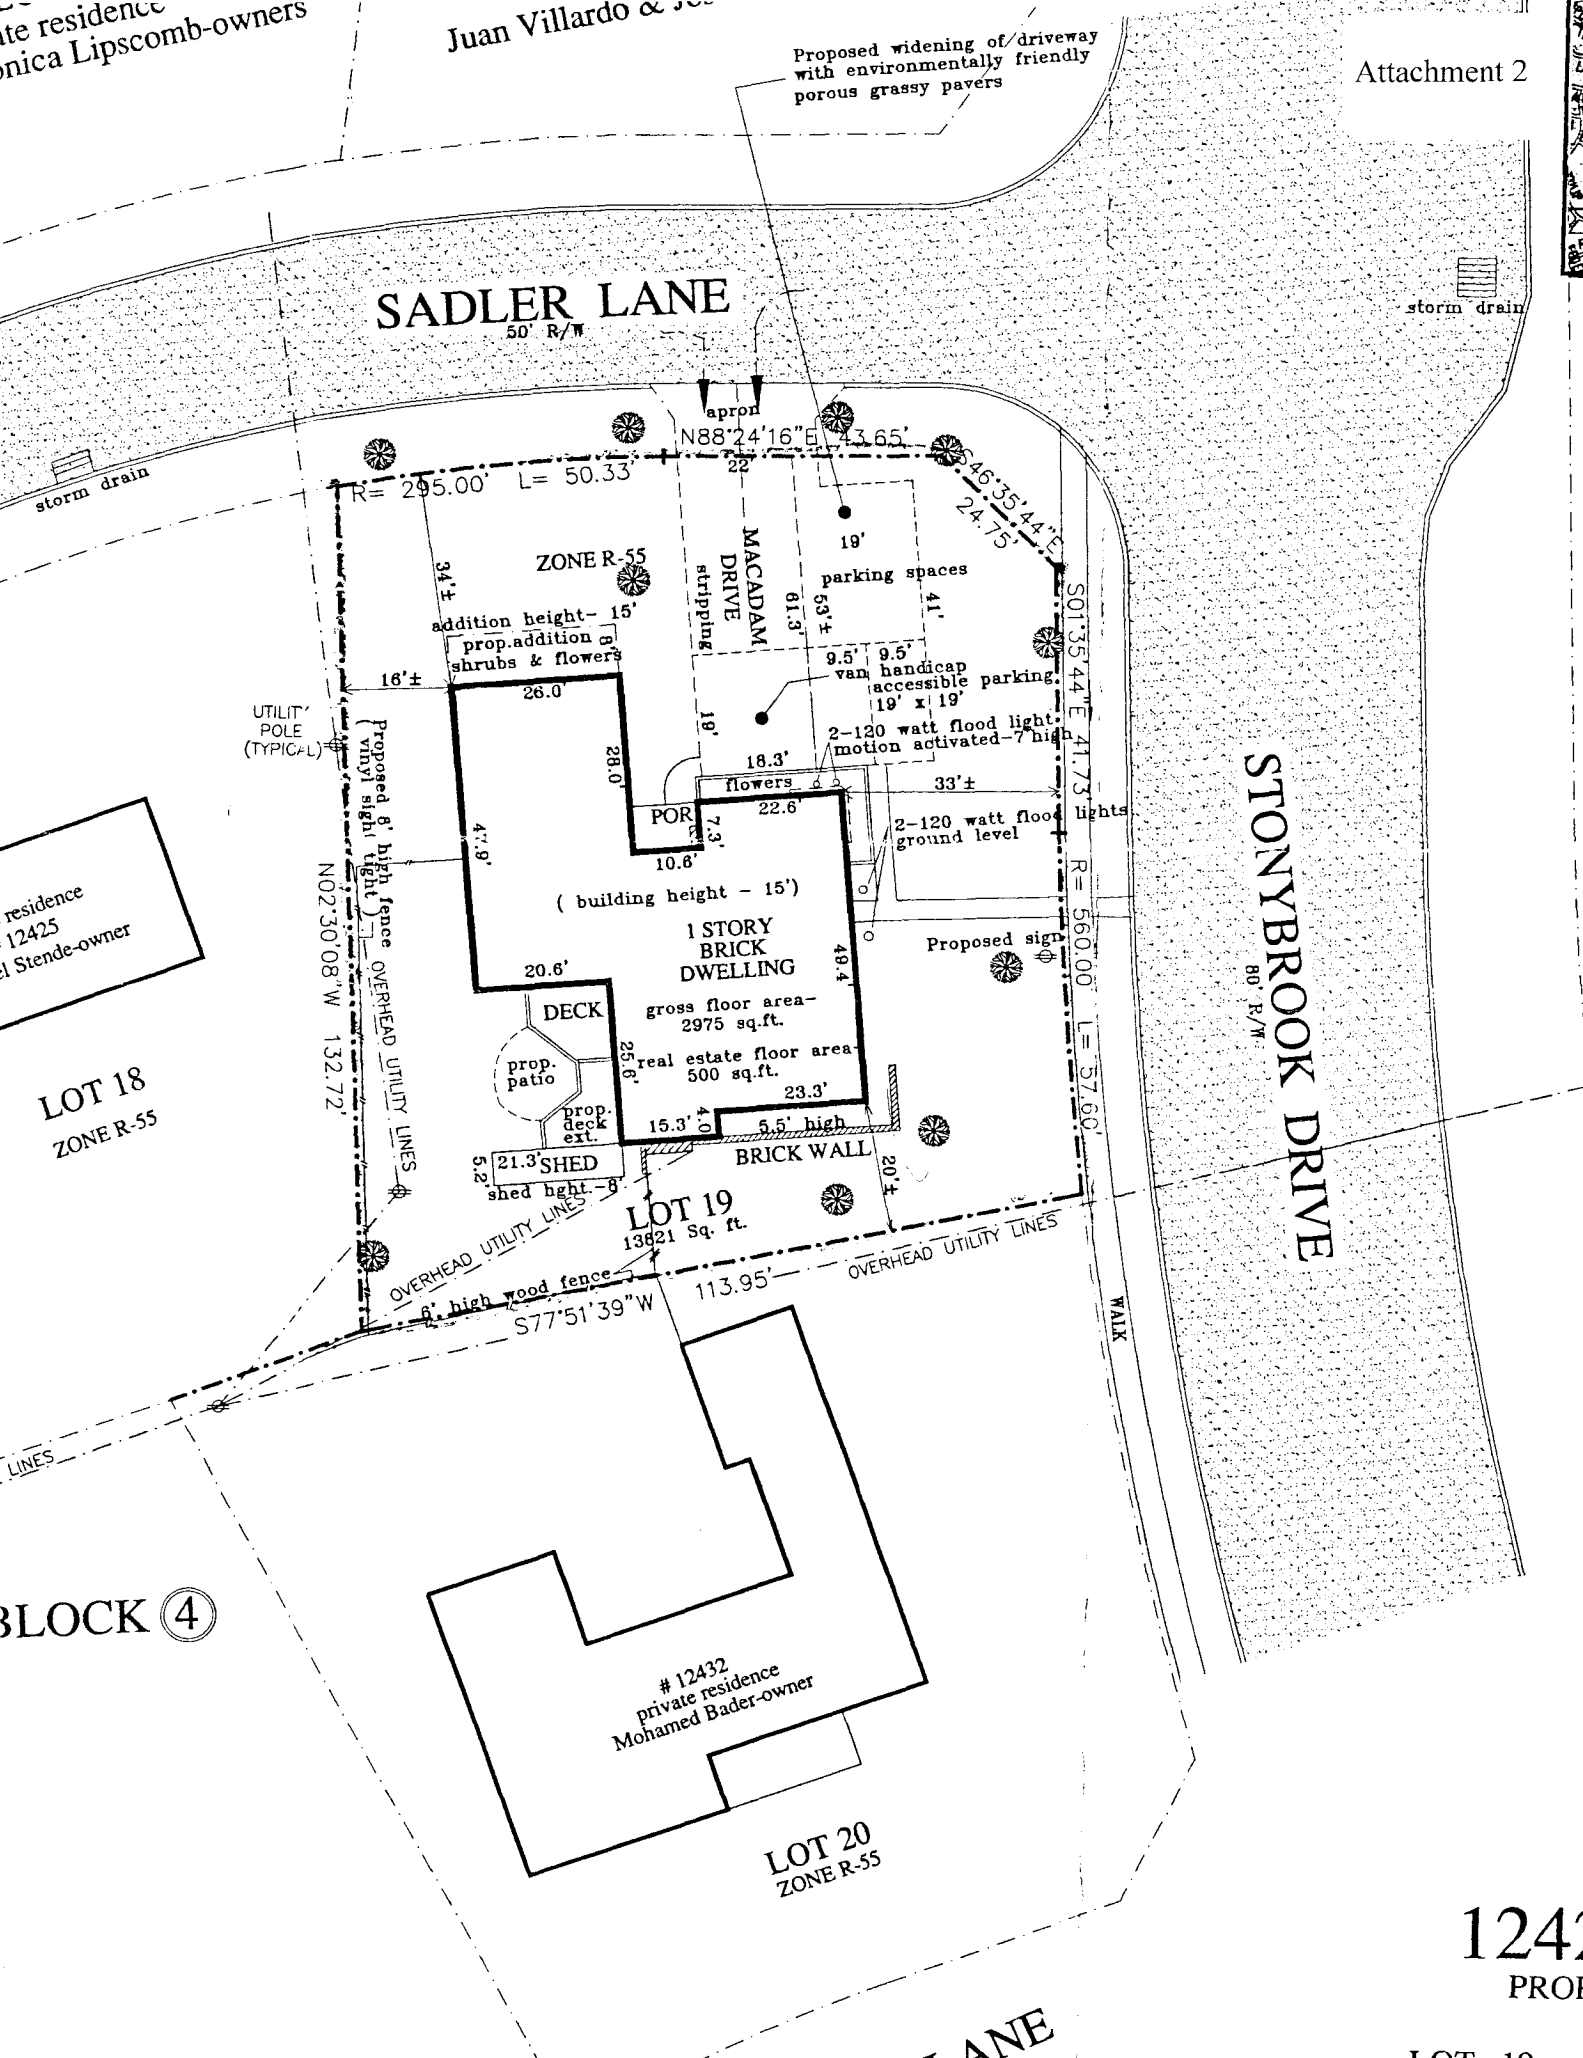 residence
Lipscomb-owners
Juan Villardo &
Proposed widening of driveway
with environmentally friendly
porous grassy pavers
Attachment 2
SADLER LANE
50' R/W
storm drain
storm drain
apron
N88°24'16"E 43.65'
22'
R= 295.00' L= 50.33'
S46°35'44"E
24.75'
ZONE R-55
34'±
MACADAM
DRIVE
stripping
19'
parking spaces
61.3'
53'±
41'
addition height- 15'
prop.addition
8'
shrubs & flowers
26.0'
16'±
9.5' 9.5'
van handicap
accessible parking
19' x 19'
2-120 watt flood light
motion activated-7'high
S01°35'44"E 41.73'
UTILIT
POLE
(TYPICAL)
Proposed 8' high fence
( vinyl sight tight )
28.0'
19'
18.3'
flowers
22.6'
33'±
POR
7.3'
10.6'
2-120 watt flood lights
ground level
47.9'
( building height - 15')
1 STORY
BRICK
DWELLING
49.4'
Proposed sign
R= 560.00 L= 57.60'
STONYBROOK DRIVE
80' R/W
residence
12425
Stende-owner
N02°30'08"W 132.72'
OVERHEAD UTILITY LINES
20.6'
DECK
gross floor area-
2975 sq.ft.
25.6'
real estate floor area-
500 sq.ft.
prop.
patio
prop.
deck
ext.
23.3'
15.3'
4.0
5.5' high
BRICK WALL
5.2'
21.3'
SHED
shed hght.-8'
20'±
LOT 18
ZONE R-55
LOT 19
13821 Sq. ft.
OVERHEAD UTILITY LINES
OVERHEAD UTILITY LINES
6' high wood fence
S77°51'39"W
113.95'
WALK
LINES
BLOCK 4
# 12432
private residence
Mohamed Bader-owner
LOT 20
ZONE R-55